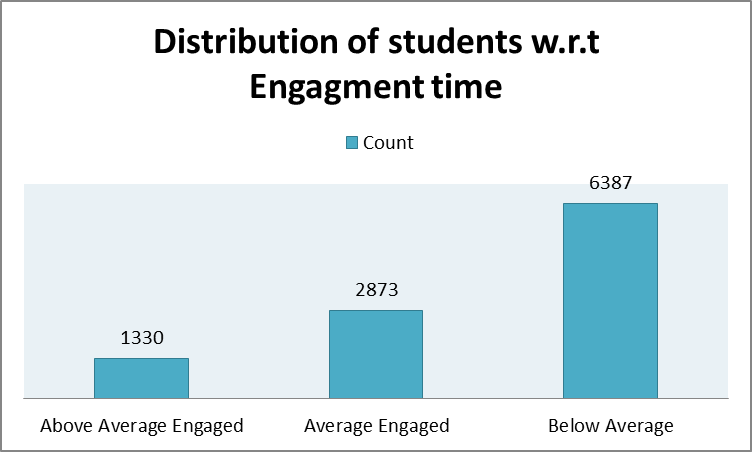 Distribution of students w.r.t
Engagment time
Count
6387
2873
1330
Above Average Engaged
Average Engaged
Below Average